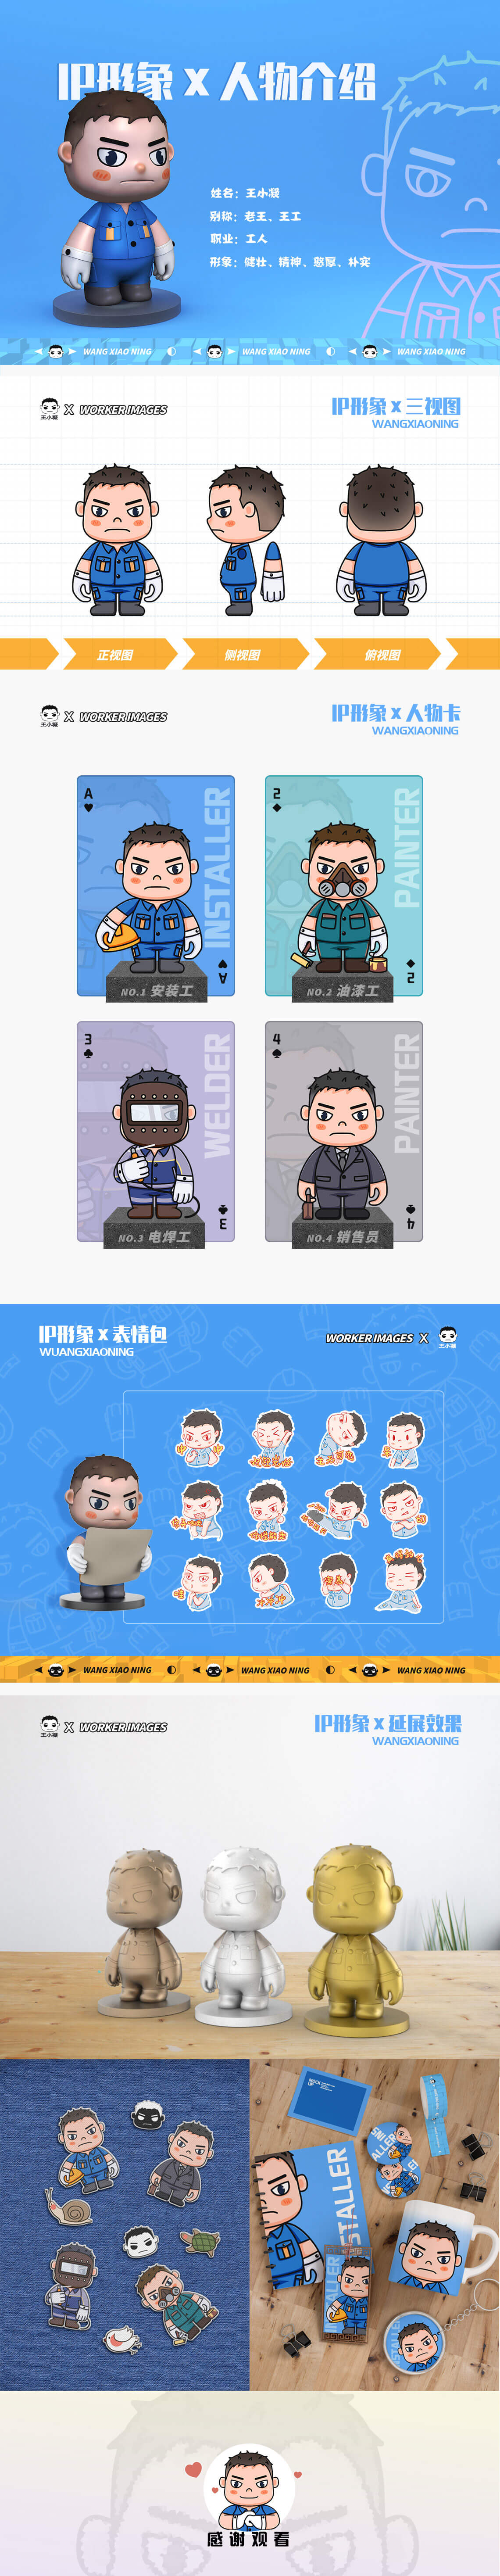 IP形象 x 人物介绍
姓名：王小凝
别称：老王、王工
职业：工人
形象：健壮、精神、憨厚、朴实
WANG XIAO NING
WANG XIAO NING
WANG XIAO NING
王小凝
X WORKER IMAGES
IP形象 x 三视图
WANGXIAONING
正视图
侧视图
俯视图
王小凝
X WORKER IMAGES
IP形象 x 人物卡
WANGXIAONING
A
INSTALLER
A
NO.1 安装工
2
PAINTER
2
NO.2 油漆工
3
WELDER
3
NO.3 电焊工
4
PAINTER
4
NO.4 销售员
IP形象 x 表情包
WUANGXIAONING
WORKER IMAGES X
王小凝
WANG XIAO NING
WANG XIAO NING
WANG XIAO NING
王小凝
X WORKER IMAGES
IP形象 x 延展效果
WANGXIAONING
INSTALLER
感谢观看